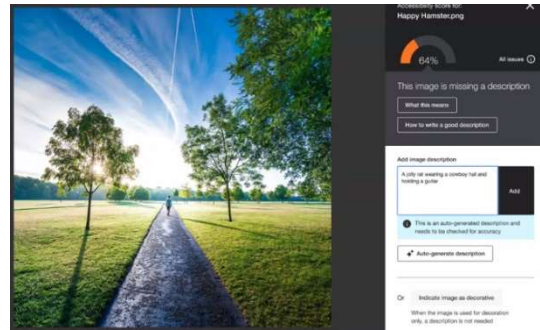 Accessibility score for:
Happy Hamster.png
64%
All issues
This image is missing a description
What this means
How to write a good description
Add image description
A jolly rat wearing a cowboy hat and
holding a guitar
Add
This is an auto-generated description and
needs to be checked for accuracy
Auto-generate description
Or
Indicate image as decorative
When the image is used for decoration
only, a description is not needed